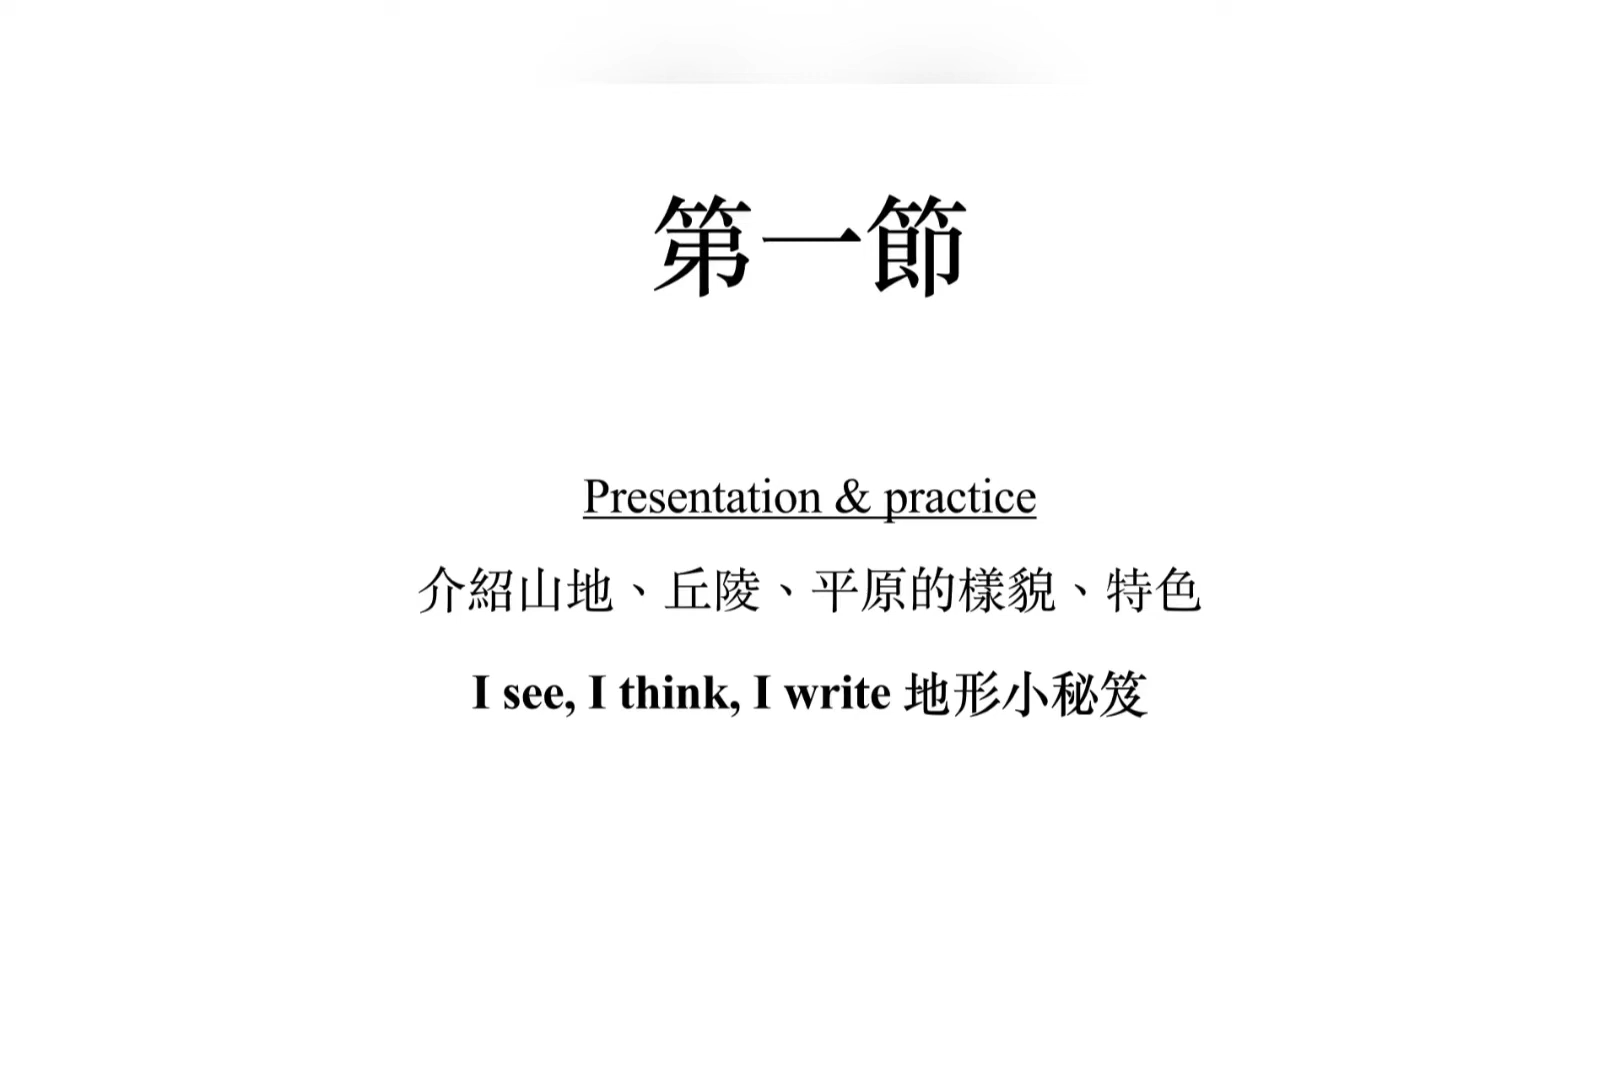 第一節
Presentation & practice
介紹山地、丘陵、平原的樣貌、特色
I see, I think, I write 地形小秘笈